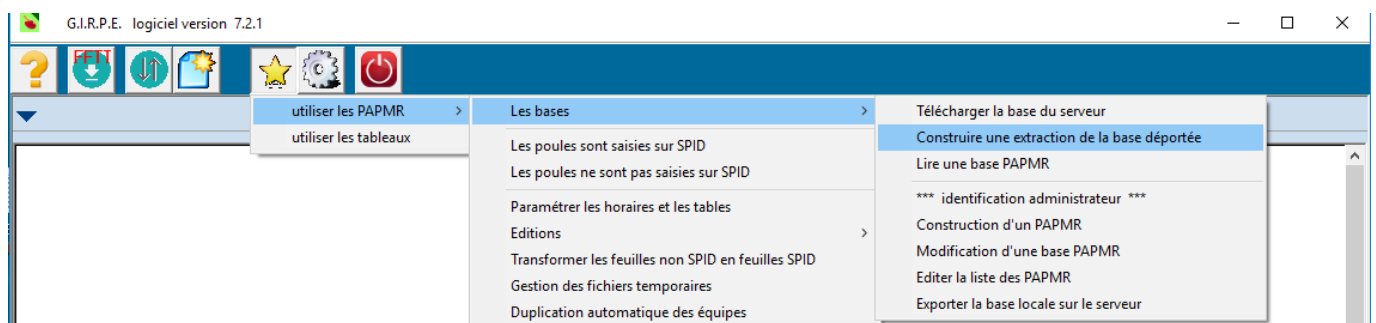 G.I.R.P.E. logiciel version 7.2.1
FFTT
utiliser les PAPMR
utiliser les tableaux
Les bases
Les poules sont saisies sur SPID
Les poules ne sont pas saisies sur SPID
Paramétrer les horaires et les tables
Editions
Transformer les feuilles non SPID en feuilles SPID
Gestion des fichiers temporaires
Duplication automatique des équipes
Télécharger la base du serveur
Construire une extraction de la base déportée
Lire une base PAPMR
*** identification administrateur ***
Construction d'un PAPMR
Modification d'une base PAPMR
Editer la liste des PAPMR
Exporter la base locale sur le serveur